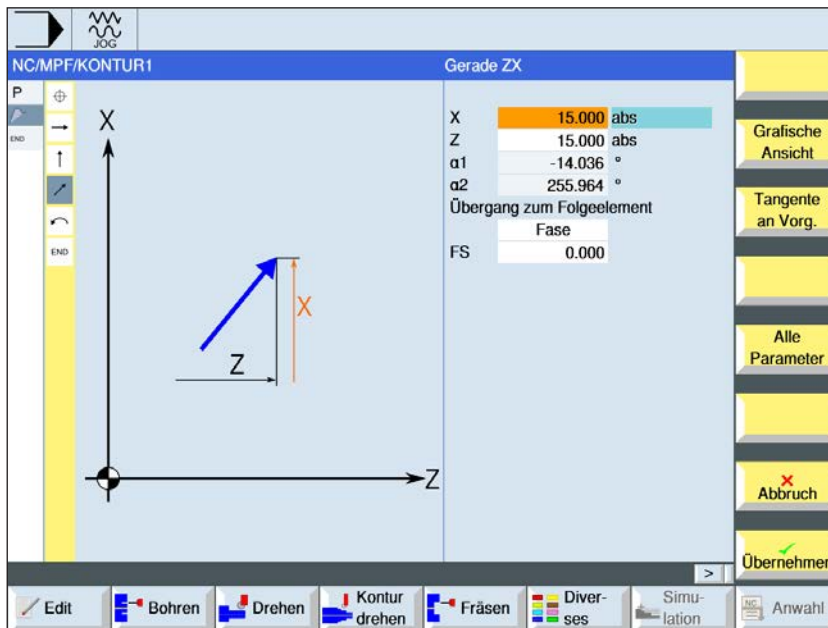 JOG
NC/MPF/KONTUR1
Gerade ZX
P
END
END
X
Z
X
Z
X 15.000 abs
Z 15.000 abs
α1 -14.036 °
α2 255.964 °
Übergang zum Folgeelement
Fase
FS 0.000
Grafische
Ansicht
Tangente
an Vorg.
Alle
Parameter
Abbruch
Übernehmen
>
Edit
Bohren
Drehen
Kontur
drehen
Fräsen
Diver-
ses
Simu-
lation
NC
Anwahl